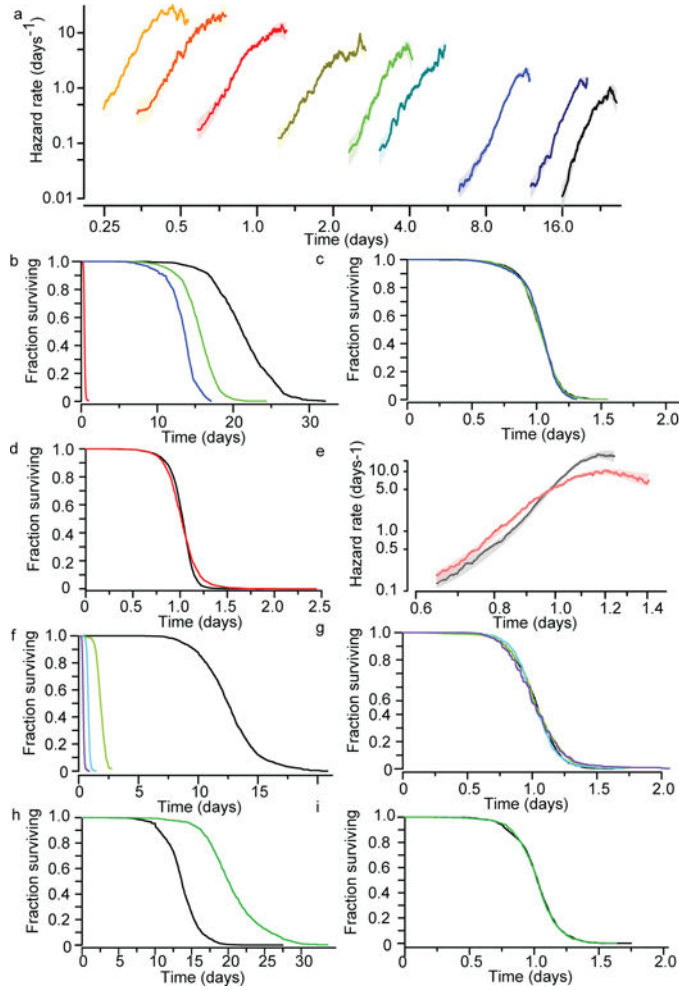 a
Hazard rate (days⁻¹)
10
1.0
0.1
0.01
0.25 0.5 1.0 2.0 4.0 8.0 16.0
Time (days)
b
Fraction surviving
1.0
0.8
0.6
0.4
0.2
0
0 10 20 30
Time (days)
c
Fraction surviving
1.0
0.8
0.6
0.4
0.2
0
0 0.5 1.0 1.5 2.0
Time (days)
d
Fraction surviving
1.0
0.8
0.6
0.4
0.2
0
0 0.5 1.0 1.5 2.0 2.5
Time (days)
e
Hazard rate (days-1)
10.0
5.0
1.0
0.5
0.1
0.6 0.8 1.0 1.2 1.4
Time (days)
f
Fraction surviving
1.0
0.8
0.6
0.4
0.2
0
0 5 10 15
Time (days)
g
Fraction surviving
1.0
0.8
0.6
0.4
0.2
0
0 0.5 1.0 1.5 2.0
Time (days)
h
Fraction surviving
1.0
0.8
0.6
0.4
0.2
0
0 5 10 15 20 25 30
Time (days)
i
Fraction surviving
1.0
0.8
0.6
0.4
0.2
0
0 0.5 1.0 1.5 2.0
Time (days)